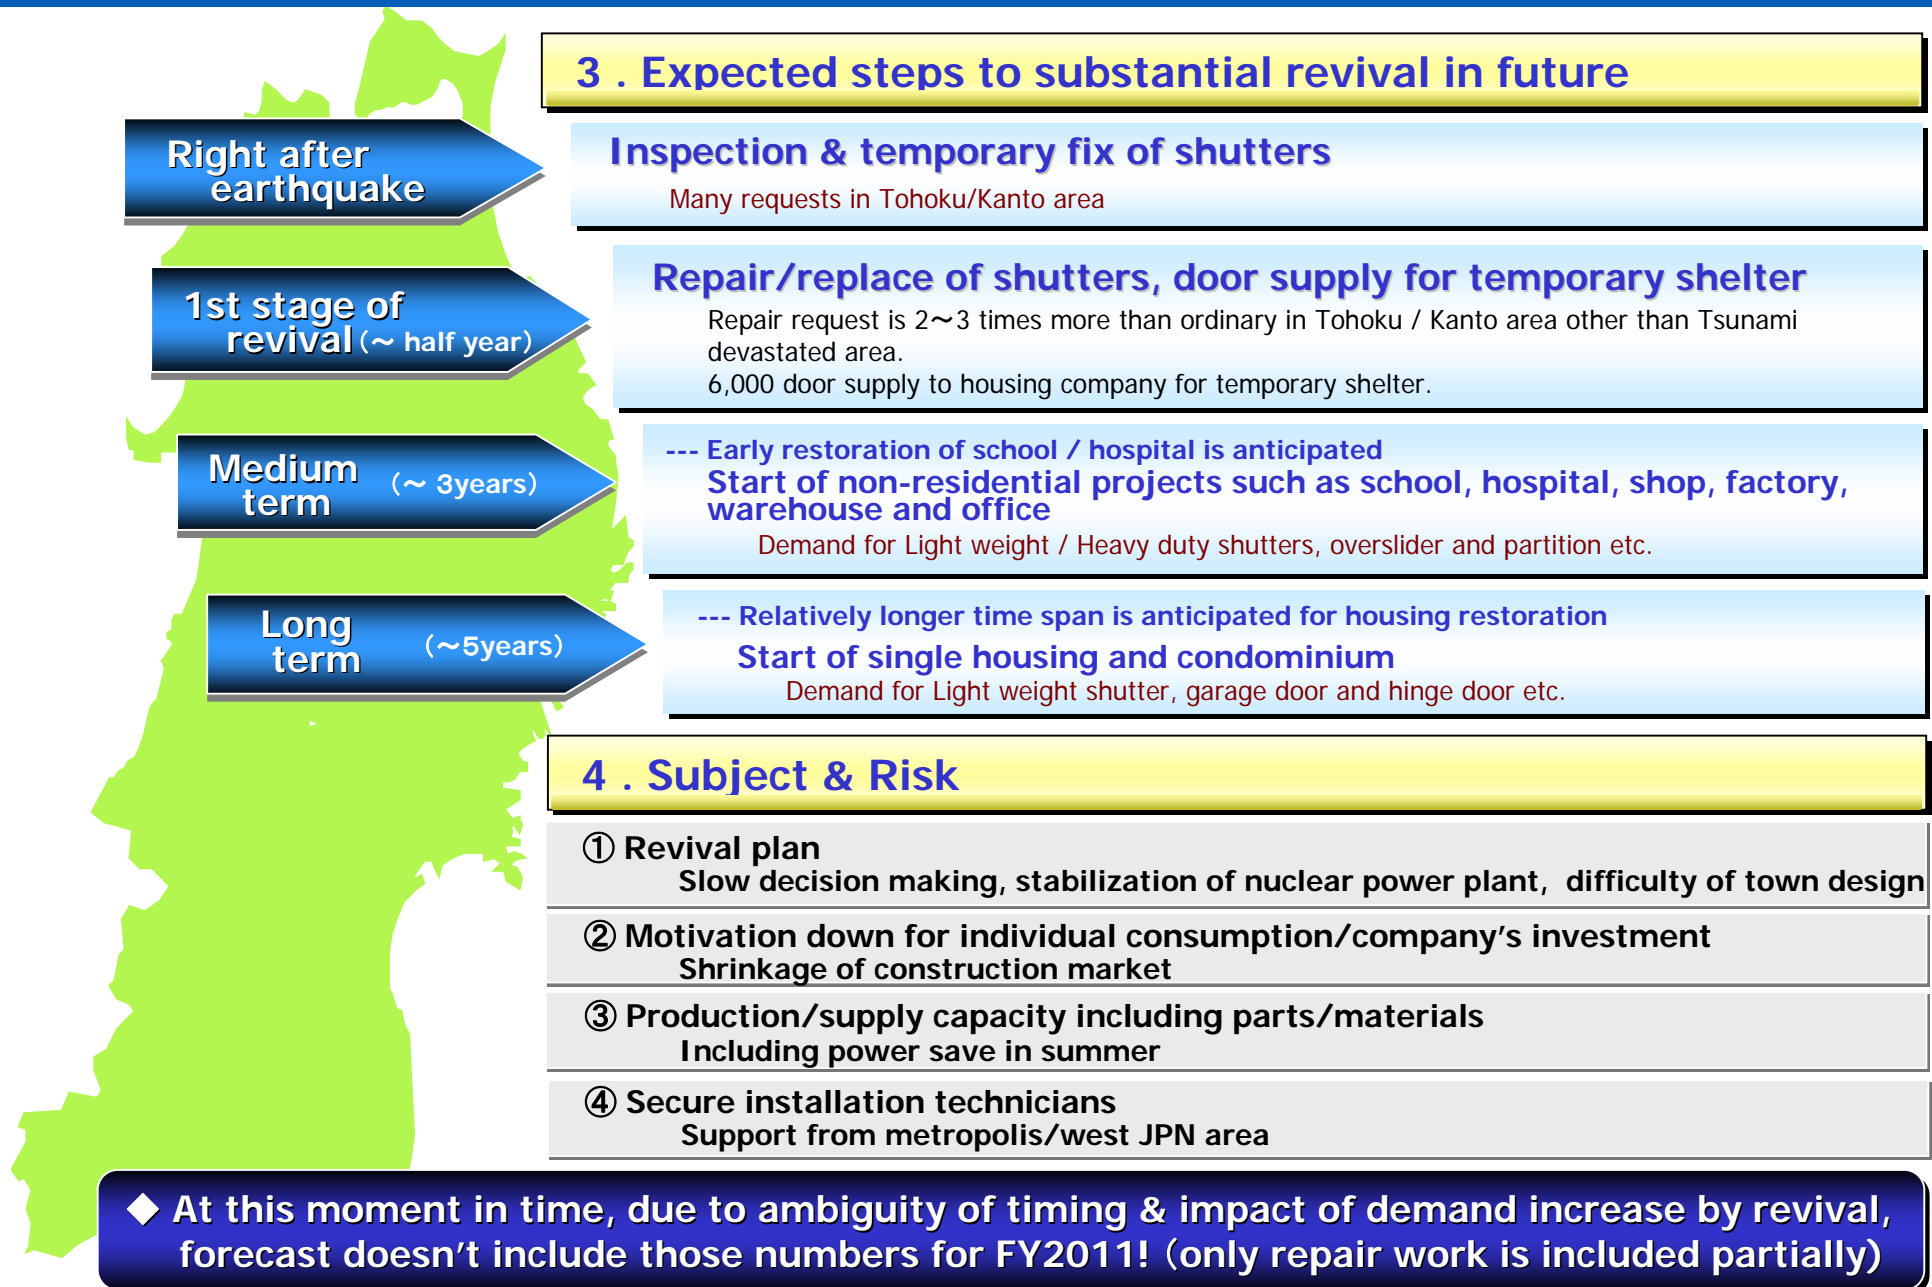 3 . Expected steps to substantial revival in future
Right after
earthquake
Inspection & temporary fix of shutters
Many requests in Tohoku/Kanto area
1st stage of
revival (～ half year)
Repair/replace of shutters, door supply for temporary shelter
Repair request is 2～3 times more than ordinary in Tohoku / Kanto area other than Tsunami
devastated area.
6,000 door supply to housing company for temporary shelter.
Medium
term (～ 3years)
--- Early restoration of school / hospital is anticipated
Start of non-residential projects such as school, hospital, shop, factory,
warehouse and office
Demand for Light weight / Heavy duty shutters, overslider and partition etc.
Long
term (～5years)
--- Relatively longer time span is anticipated for housing restoration
Start of single housing and condominium
Demand for Light weight shutter, garage door and hinge door etc.
4 . Subject & Risk
① Revival plan
Slow decision making, stabilization of nuclear power plant, difficulty of town design
② Motivation down for individual consumption/company's investment
Shrinkage of construction market
③ Production/supply capacity including parts/materials
Including power save in summer
④ Secure installation technicians
Support from metropolis/west JPN area
◆ At this moment in time, due to ambiguity of timing & impact of demand increase by revival,
forecast doesn't include those numbers for FY2011! (only repair work is included partially)